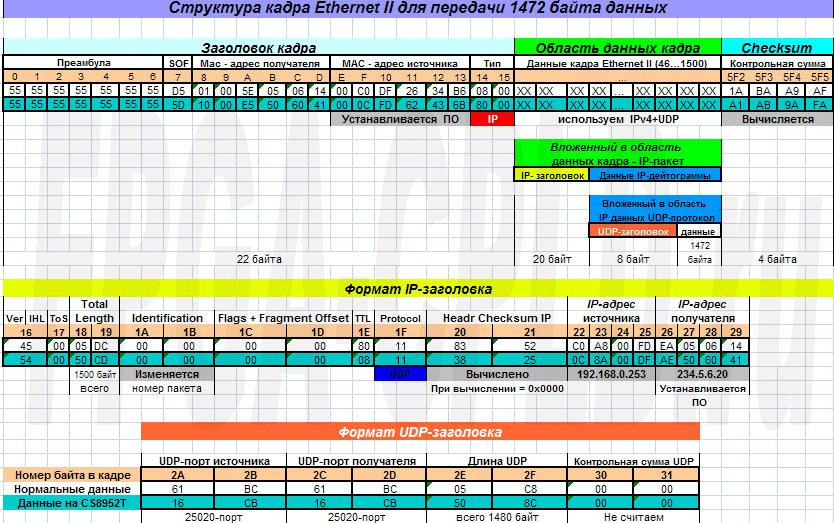 Структура кадра Ethernet II для передачи 1472 байта данных
Заголовок кадра Область данных кадра Checksum
Преамбула SOF Мас - адрес получателя MAC - адрес источника Тип Данные кадра Ethernet II (46...1500) Контрольная сумма
0 1 2 3 4 5 6 7 8 9 A B C D E F 10 11 12 13 14 15 ... 5F2 5F3 5F4 5F5
55 55 55 55 55 55 55 D5 01 00 5E 05 06 14 00 C0 DF 26 34 B6 08 00 XX XX XX XX ... XX XX XX XX 1A BA A9 AF
55 55 55 55 55 55 55 5D 10 00 E5 50 60 41 00 0C FD 62 43 6B 80 00 XX XX XX XX ... XX XX XX XX A1 AB 9A FA
Устанавливается ПО IP используем IPv4+UDP Вычисляется
Вложенный в область
данных кадра - IP-пакет
IP- заголовок Данные IP-дейтограммы
Вложенный в область
IP данных UDP-протокол
UDP-заголовок данные
1472
22 байта 20 байт 8 байт байта 4 байта
Формат IP-заголовка
Total IP-адрес IP-адрес
Ver IHL ToS Length Identification Flags + Fragment Offset TTL Protocol Headr Checksum IP источника получателя
16 17 18 19 1A 1B 1C 1D 1E 1F 20 21 22 23 24 25 26 27 28 29
45 00 05 DC 00 00 00 00 80 11 83 52 C0 A8 00 FD EA 05 06 14
54 00 50 CD 00 00 00 00 08 11 38 25 0C 8A 00 DF AE 50 60 41
1500 байт Изменяется UDP Вычислено 192.168.0.253 234.5.6.20
всего номер пакета При вычислении = 0x0000 Устанавливается
ПО
Формат UDP-заголовка
UDP-порт источника UDP-порт получателя Длина UDP Контрольная сумма UDP
Номер байта в кадре 2A 2B 2C 2D 2E 2F 30 31
Нормальные данные 61 BC 61 BC 05 C8 00 00
Данные на CS8952T 16 CB 16 CB 50 8C 00 00
25020-порт 25020-порт всего 1480 байт Не считаем